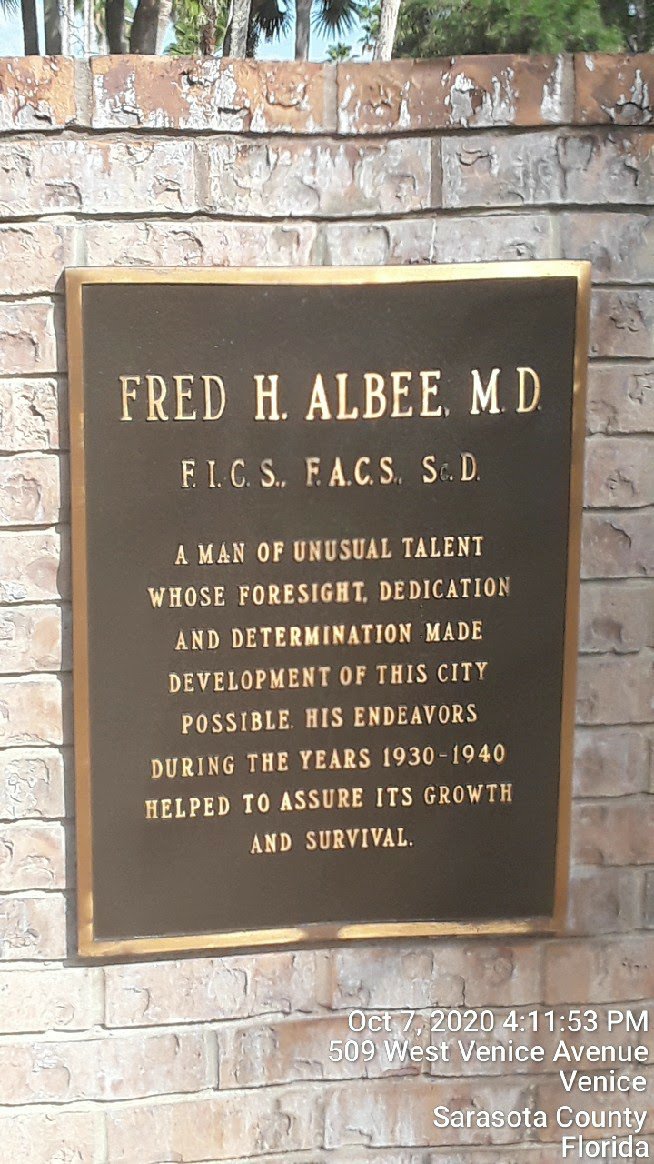 FRED H. ALBEE, M.D.
F.I.C.S., F.A.C.S., Sc.D.
A MAN OF UNUSUAL TALENT
WHOSE FORESIGHT, DEDICATION
AND DETERMINATION MADE
DEVELOPMENT OF THIS CITY
POSSIBLE. HIS ENDEAVORS
DURING THE YEARS 1930-1940
HELPED TO ASSURE ITS GROWTH
AND SURVIVAL.
Oct 7, 2020 4:11:53 PM
509 West Venice Avenue
Venice
Sarasota County
Florida